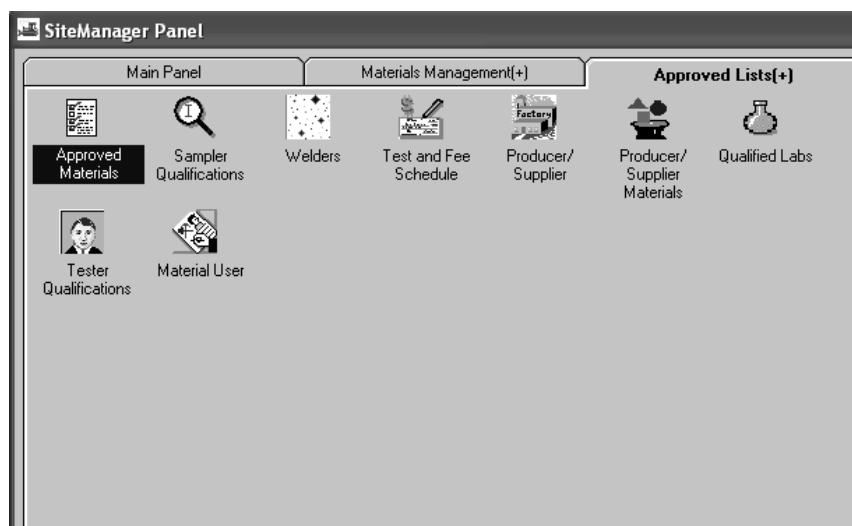 SiteManager Panel
Main Panel
Materials Management(+)
Approved Lists(+)
Approved
Materials
Sampler
Qualifications
Welders
Test and Fee
Schedule
Factory
Producer/
Supplier
Producer/
Supplier
Materials
Qualified Labs
Tester
Qualifications
Material User